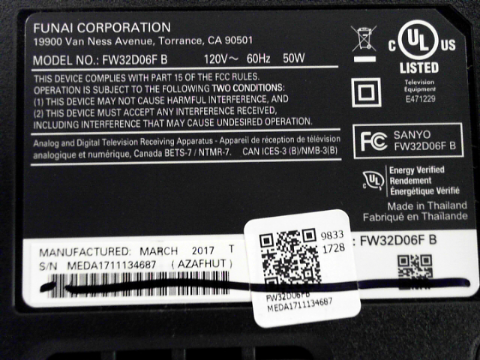 FUNAI CORPORATION
19900 Van Ness Avenue, Torrance, CA 90501
MODEL NO.: FW32D06F B 120V~ 60Hz 50W
THIS DEVICE COMPLIES WITH PART 15 OF THE FCC RULES.
OPERATION IS SUBJECT TO THE FOLLOWING TWO CONDITIONS:
(1) THIS DEVICE MAY NOT CAUSE HARMFUL INTERFERENCE, AND
(2) THIS DEVICE MUST ACCEPT ANY INTERFERENCE RECEIVED,
INCLUDING INTERFERENCE THAT MAY CAUSE UNDESIRED OPERATION.
Analog and Digital Television Receiving Apparatus - Appareil de réception de télévision
analogique et numérique, Canada BETS-7 / NTMR-7. CAN ICES-3 (B)/NMB-3(B)
C UL US
LISTED
Television
Equipment
E471229
FC SANYO
FW32D06F B
UL Energy Verified
Rendement
Énergétique Vérifié
Made in Thailand
Fabriqué en Thaïlande
MANUFACTURED: MARCH 2017 T
S/N MEDA1711134687 (AZAFHUT)
9833
1728
FW32D06FB
MEDA1711134687
: FW32D06F B